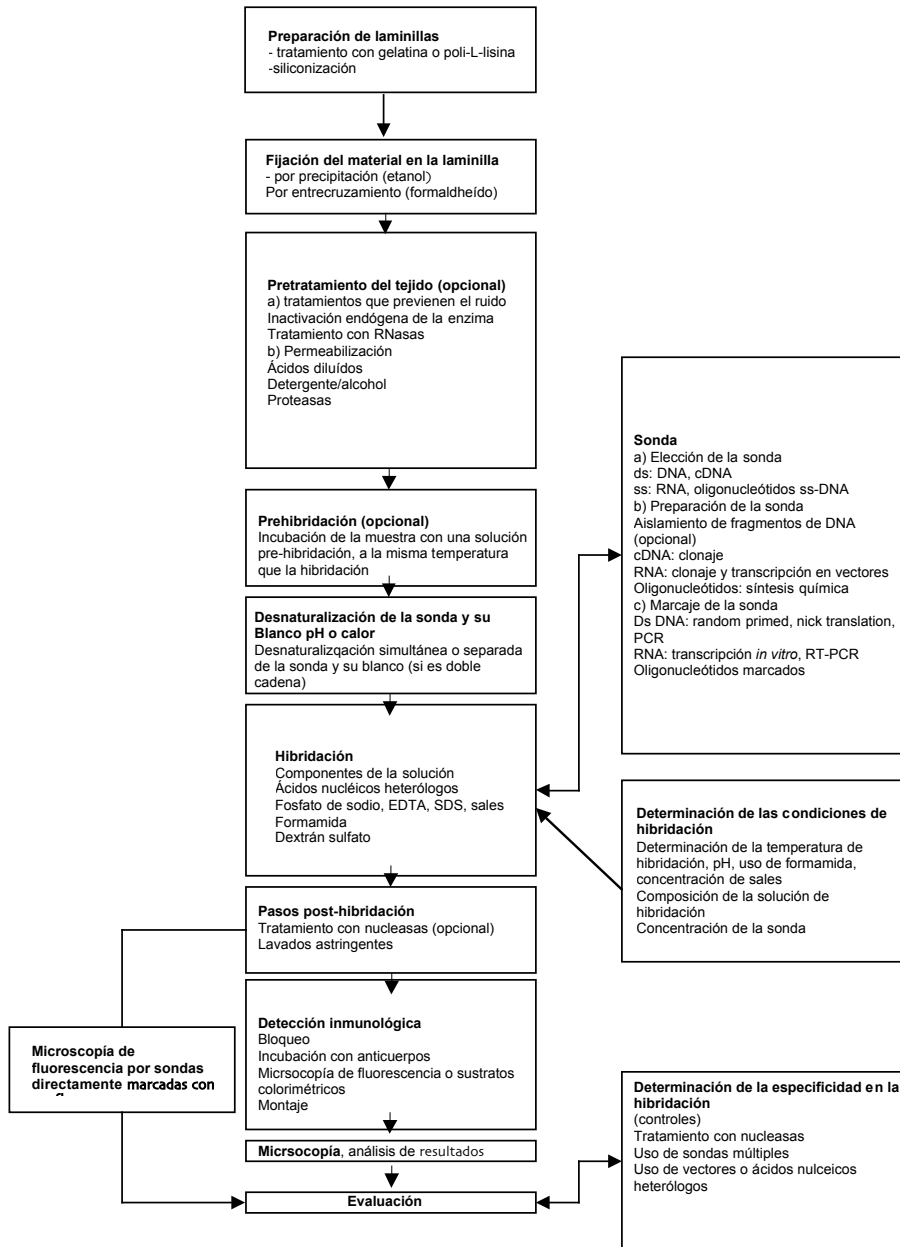 Preparación de laminillas
- tratamiento con gelatina o poli-L-lisina
-siliconización
Fijación del material en la laminilla
- por precipitación (etanol)
Por entrecruzamiento (formaldheído)
Pretratamiento del tejido (opcional)
a) tratamientos que previenen el ruido
Inactivación endógena de la enzima
Tratamiento con RNasas
b) Permeabilización
Ácidos diluídos
Detergente/alcohol
Proteasas
Prehibridación (opcional)
Incubación de la muestra con una solución
pre-hibridación, a la misma temperatura
que la hibridación
Desnaturalización de la sonda y su
Blanco pH o calor
Desnaturalizqación simultánea o separada
de la sonda y su blanco (si es doble
cadena)
Hibridación
Componentes de la solución
Ácidos nucléicos heterólogos
Fosfato de sodio, EDTA, SDS, sales
Formamida
Dextrán sulfato
Pasos post-hibridación
Tratamiento con nucleasas (opcional)
Lavados astringentes
Detección inmunológica
Bloqueo
Incubación con anticuerpos
Micrsocopía de fluorescencia o sustratos
colorimétricos
Montaje
Micrsocopía, análisis de resultados
Evaluación
Microscopía de
fluorescencia por sondas
directamente marcadas con
Sonda
a) Elección de la sonda
ds: DNA, cDNA
ss: RNA, oligonucleótidos ss-DNA
b) Preparación de la sonda
Aislamiento de fragmentos de DNA
(opcional)
cDNA: clonaje
RNA: clonaje y transcripción en vectores
Oligonucleótidos: síntesis química
c) Marcaje de la sonda
Ds DNA: random primed, nick translation,
PCR
RNA: transcripción in vitro, RT-PCR
Oligonucleótidos marcados
Determinación de las condiciones de
hibridación
Determinación de la temperatura de
hibridación, pH, uso de formamida,
concentración de sales
Composición de la solución de
hibridación
Concentración de la sonda
Determinación de la especificidad en la
hibridación
(controles)
Tratamiento con nucleasas
Uso de sondas múltiples
Uso de vectores o ácidos nulceicos
heterólogos